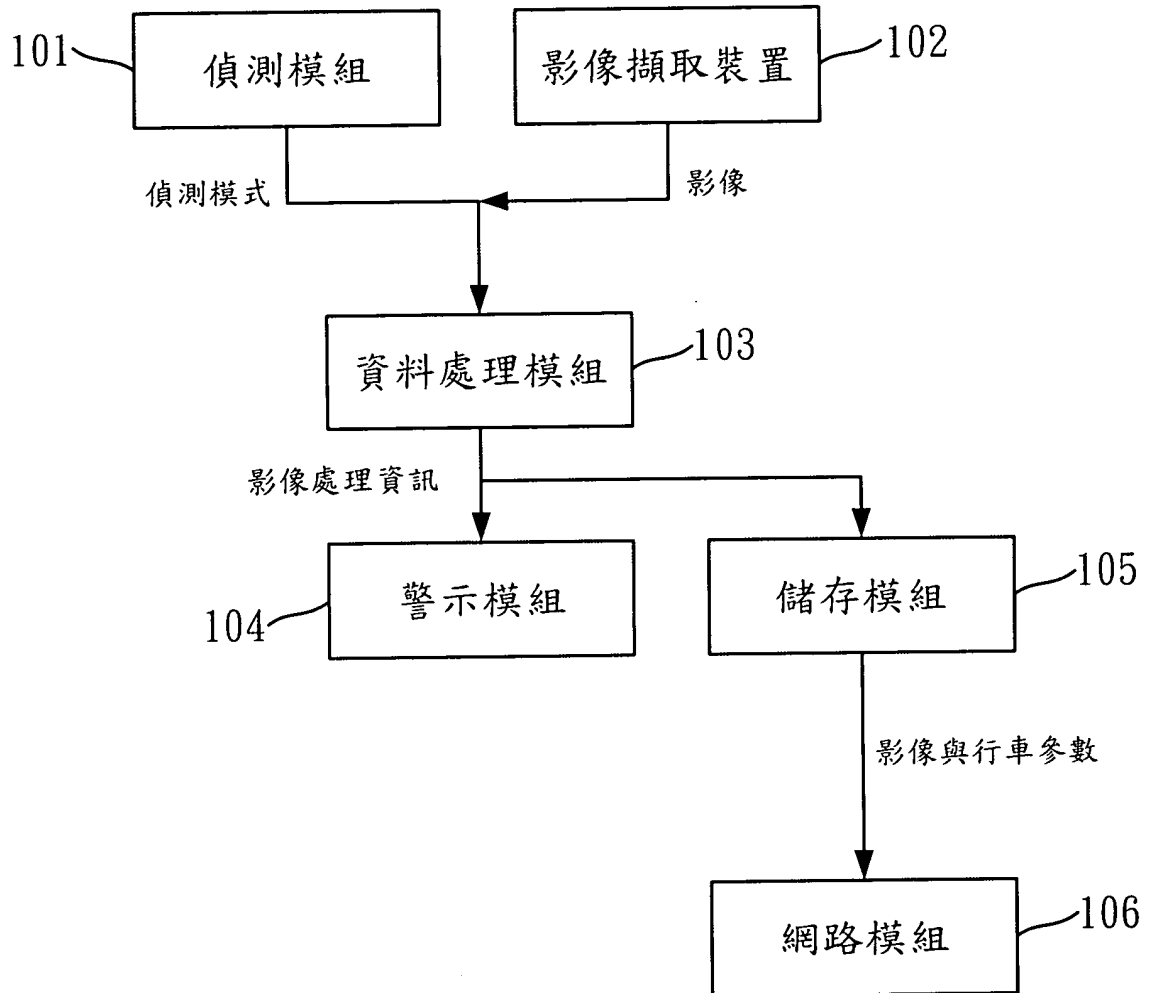 101
偵測模組
影像擷取裝置
102
偵測模式
影像
資料處理模組
103
影像處理資訊
104
警示模組
儲存模組
105
影像與行車參數
網路模組
106